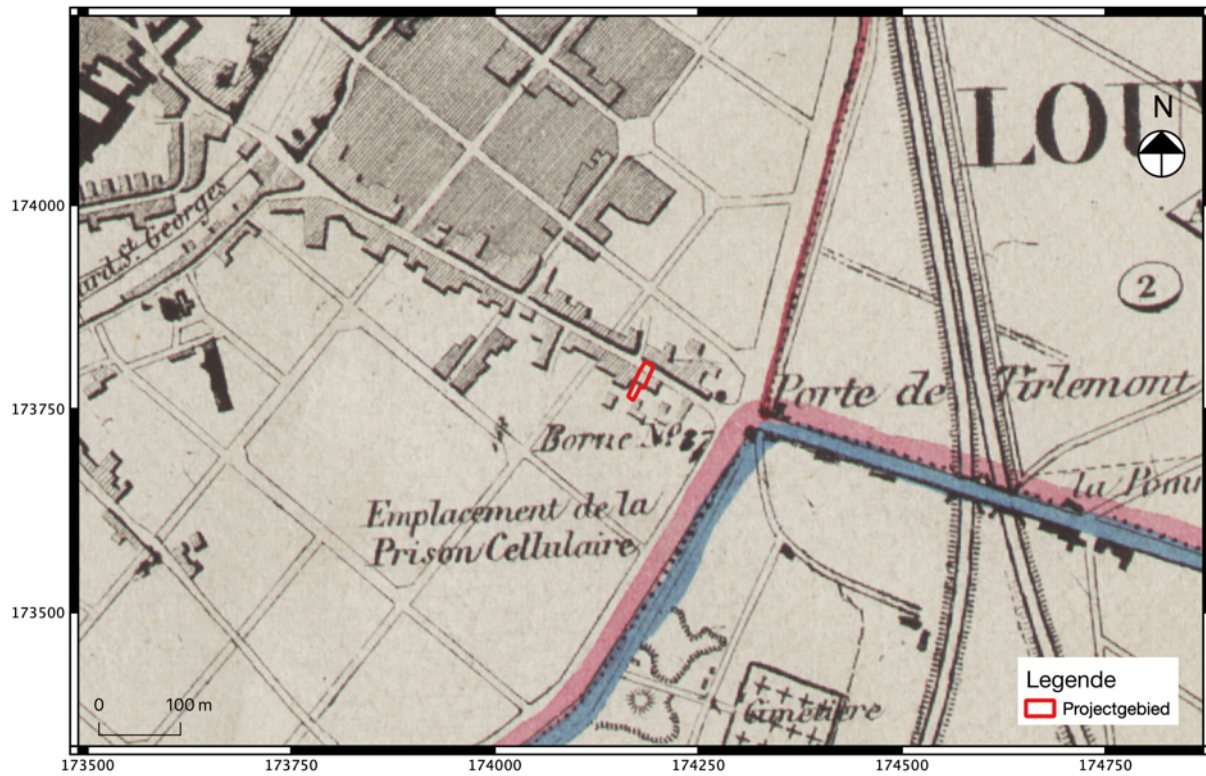 LOU
N
174000
ard St. Georges
2
Porte de Tirlemont
173750
Borne No. 37
la Pomm
Emplacement de la
Prison Cellulaire
173500
Cimetière
Legende
Projectgebied
0 100 m
173500 173750 174000 174250 174500 174750